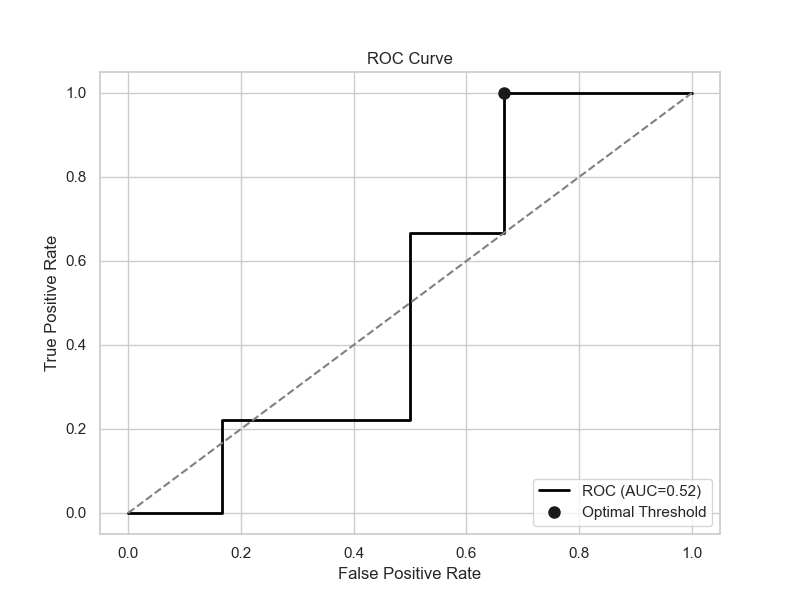 ROC Curve
True Positive Rate
1.0
0.8
0.6
0.4
0.2
0.0
0.0 0.2 0.4 0.6 0.8 1.0
False Positive Rate
ROC (AUC=0.52)
Optimal Threshold